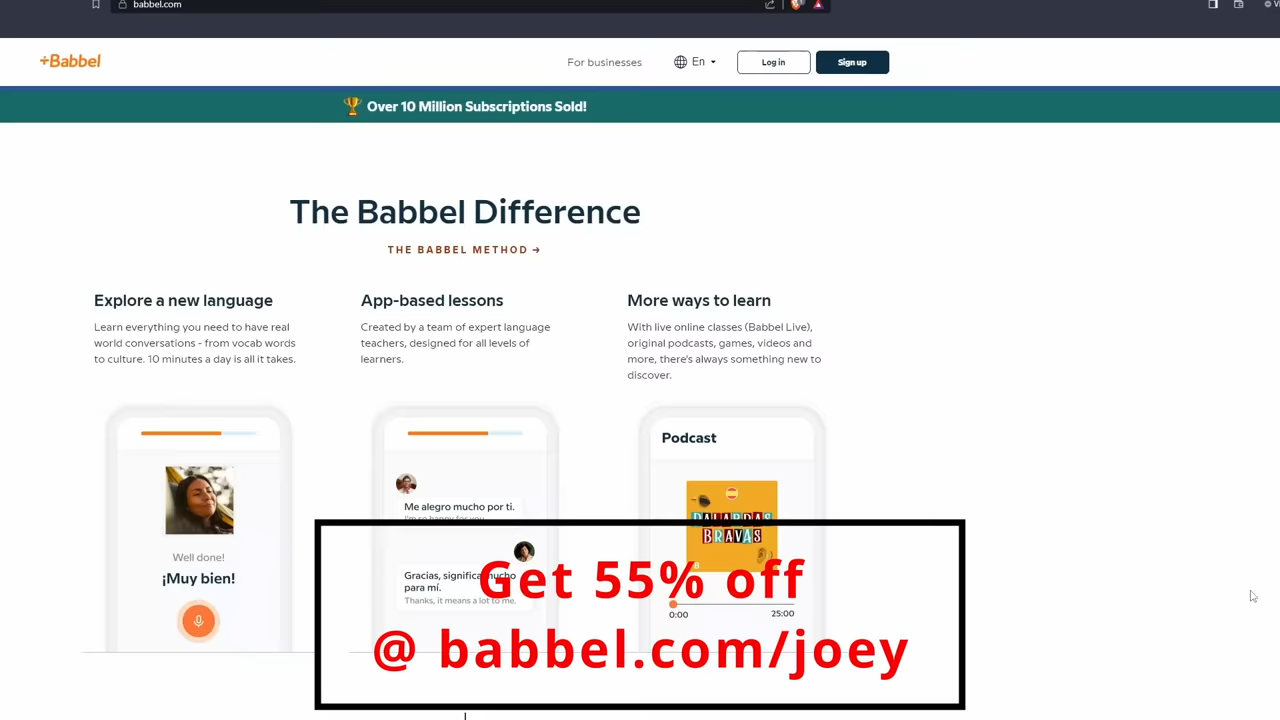 babbel.com
+Babbel
For businesses
En
Log in
Sign up
Over 10 Million Subscriptions Sold!
The Babbel Difference
THE BABBEL METHOD →
Explore a new language
Learn everything you need to have real
world conversations - from vocab words
to culture. 10 minutes a day is all it takes.
App-based lessons
Created by a team of expert language
teachers, designed for all levels of
learners.
More ways to learn
With live online classes (Babbel Live),
original podcasts, games, videos and
more, there's always something new to
discover.
Well done!
¡Muy bien!
Me alegro mucho por ti.
I'm so happy for you.
Gracias, significa mucho
para mí.
Thanks, it means a lot to me.
Podcast
PALABRAS
BRAVAS
0:00
25:00
Get 55% off
@ babbel.com/joey